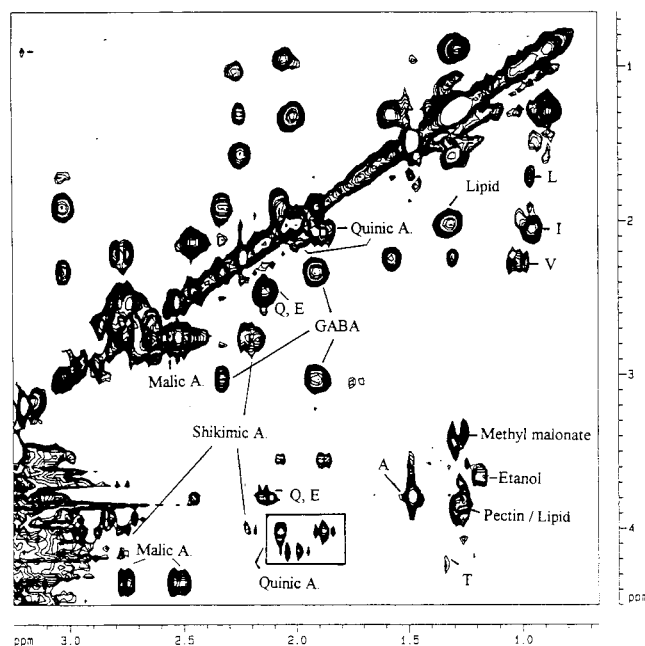 1
L
Lipid
2
Quinic A.
I
V
Q, E
GABA
Malic A.
3
Shikimic A.
Methyl malonate
A
Etanol
Q, E
Pectin / Lipid
4
Malic A.
Quinic A.
T
ppm
ppm 3.0 2.5 2.0 1.5 1.0